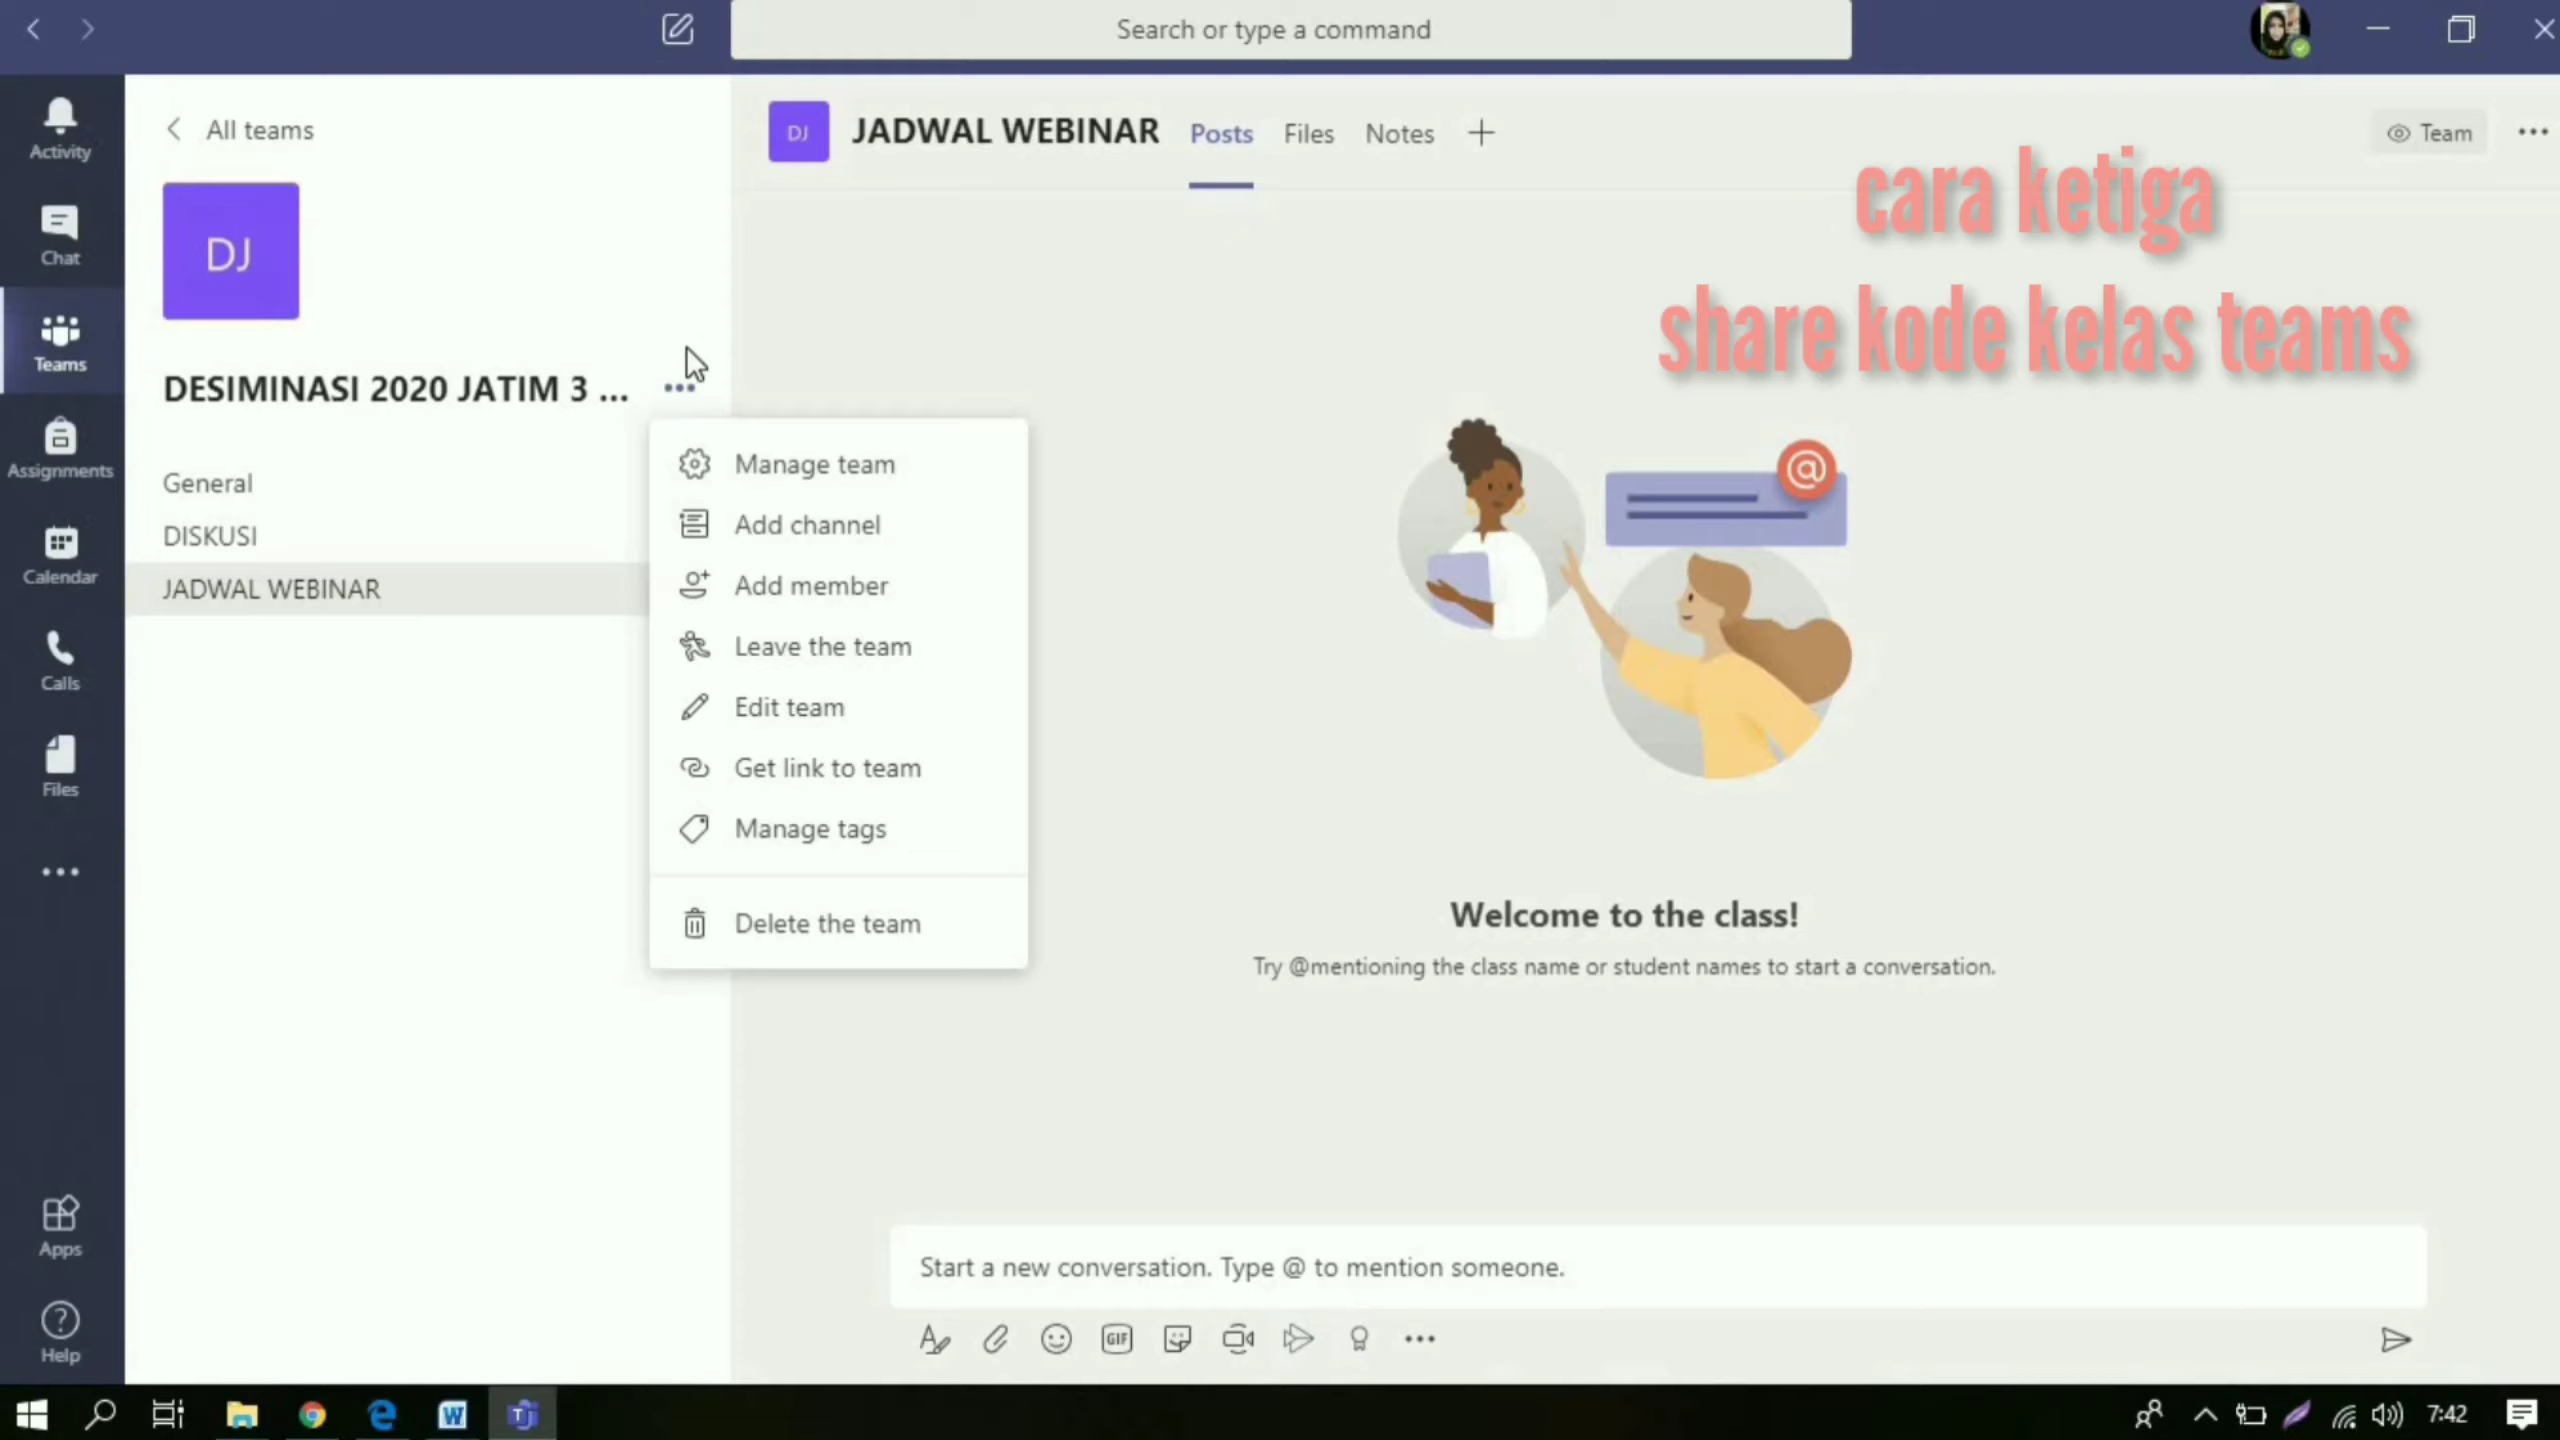 Search or type a command
Activity
Chat
Teams
Assignments
Calendar
Calls
Files
Apps
Help
All teams
DJ
DESIMINASI 2020 JATIM 3 ...
General
DISKUSI
JADWAL WEBINAR
Manage team
Add channel
Add member
Leave the team
Edit team
Get link to team
Manage tags
Delete the team
DJ JADWAL WEBINAR Posts Files Notes
Team
cara ketiga
share kode kelas teams
@
Welcome to the class!
Try @mentioning the class name or student names to start a conversation.
Start a new conversation. Type @ to mention someone.
GIF
7:42